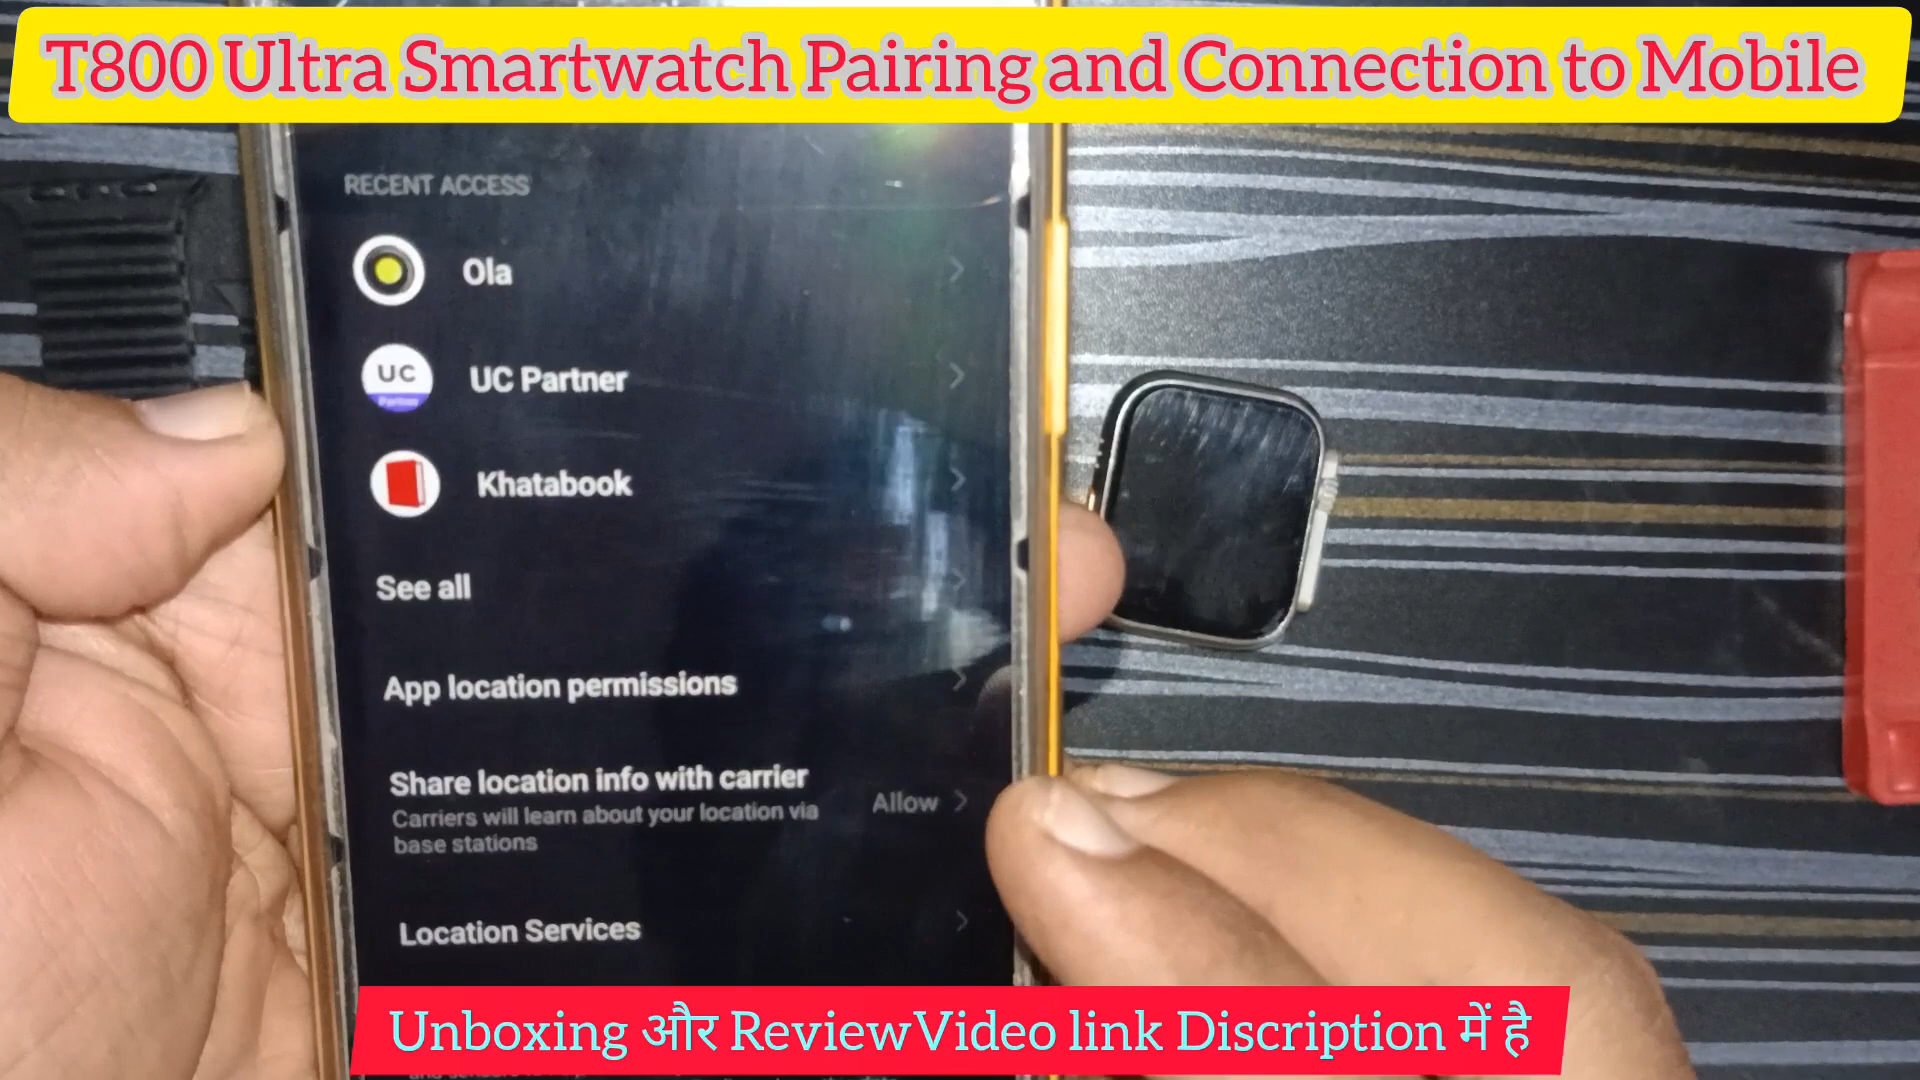 T800 Ultra Smartwatch Pairing and Connection to Mobile
RECENT ACCESS
Ola
UC
Partner
UC Partner
Khatabook
See all
App location permissions
Share location info with carrier
Carriers will learn about your location via
base stations
Allow
Location Services
Unboxing और Review Video link Discription में है